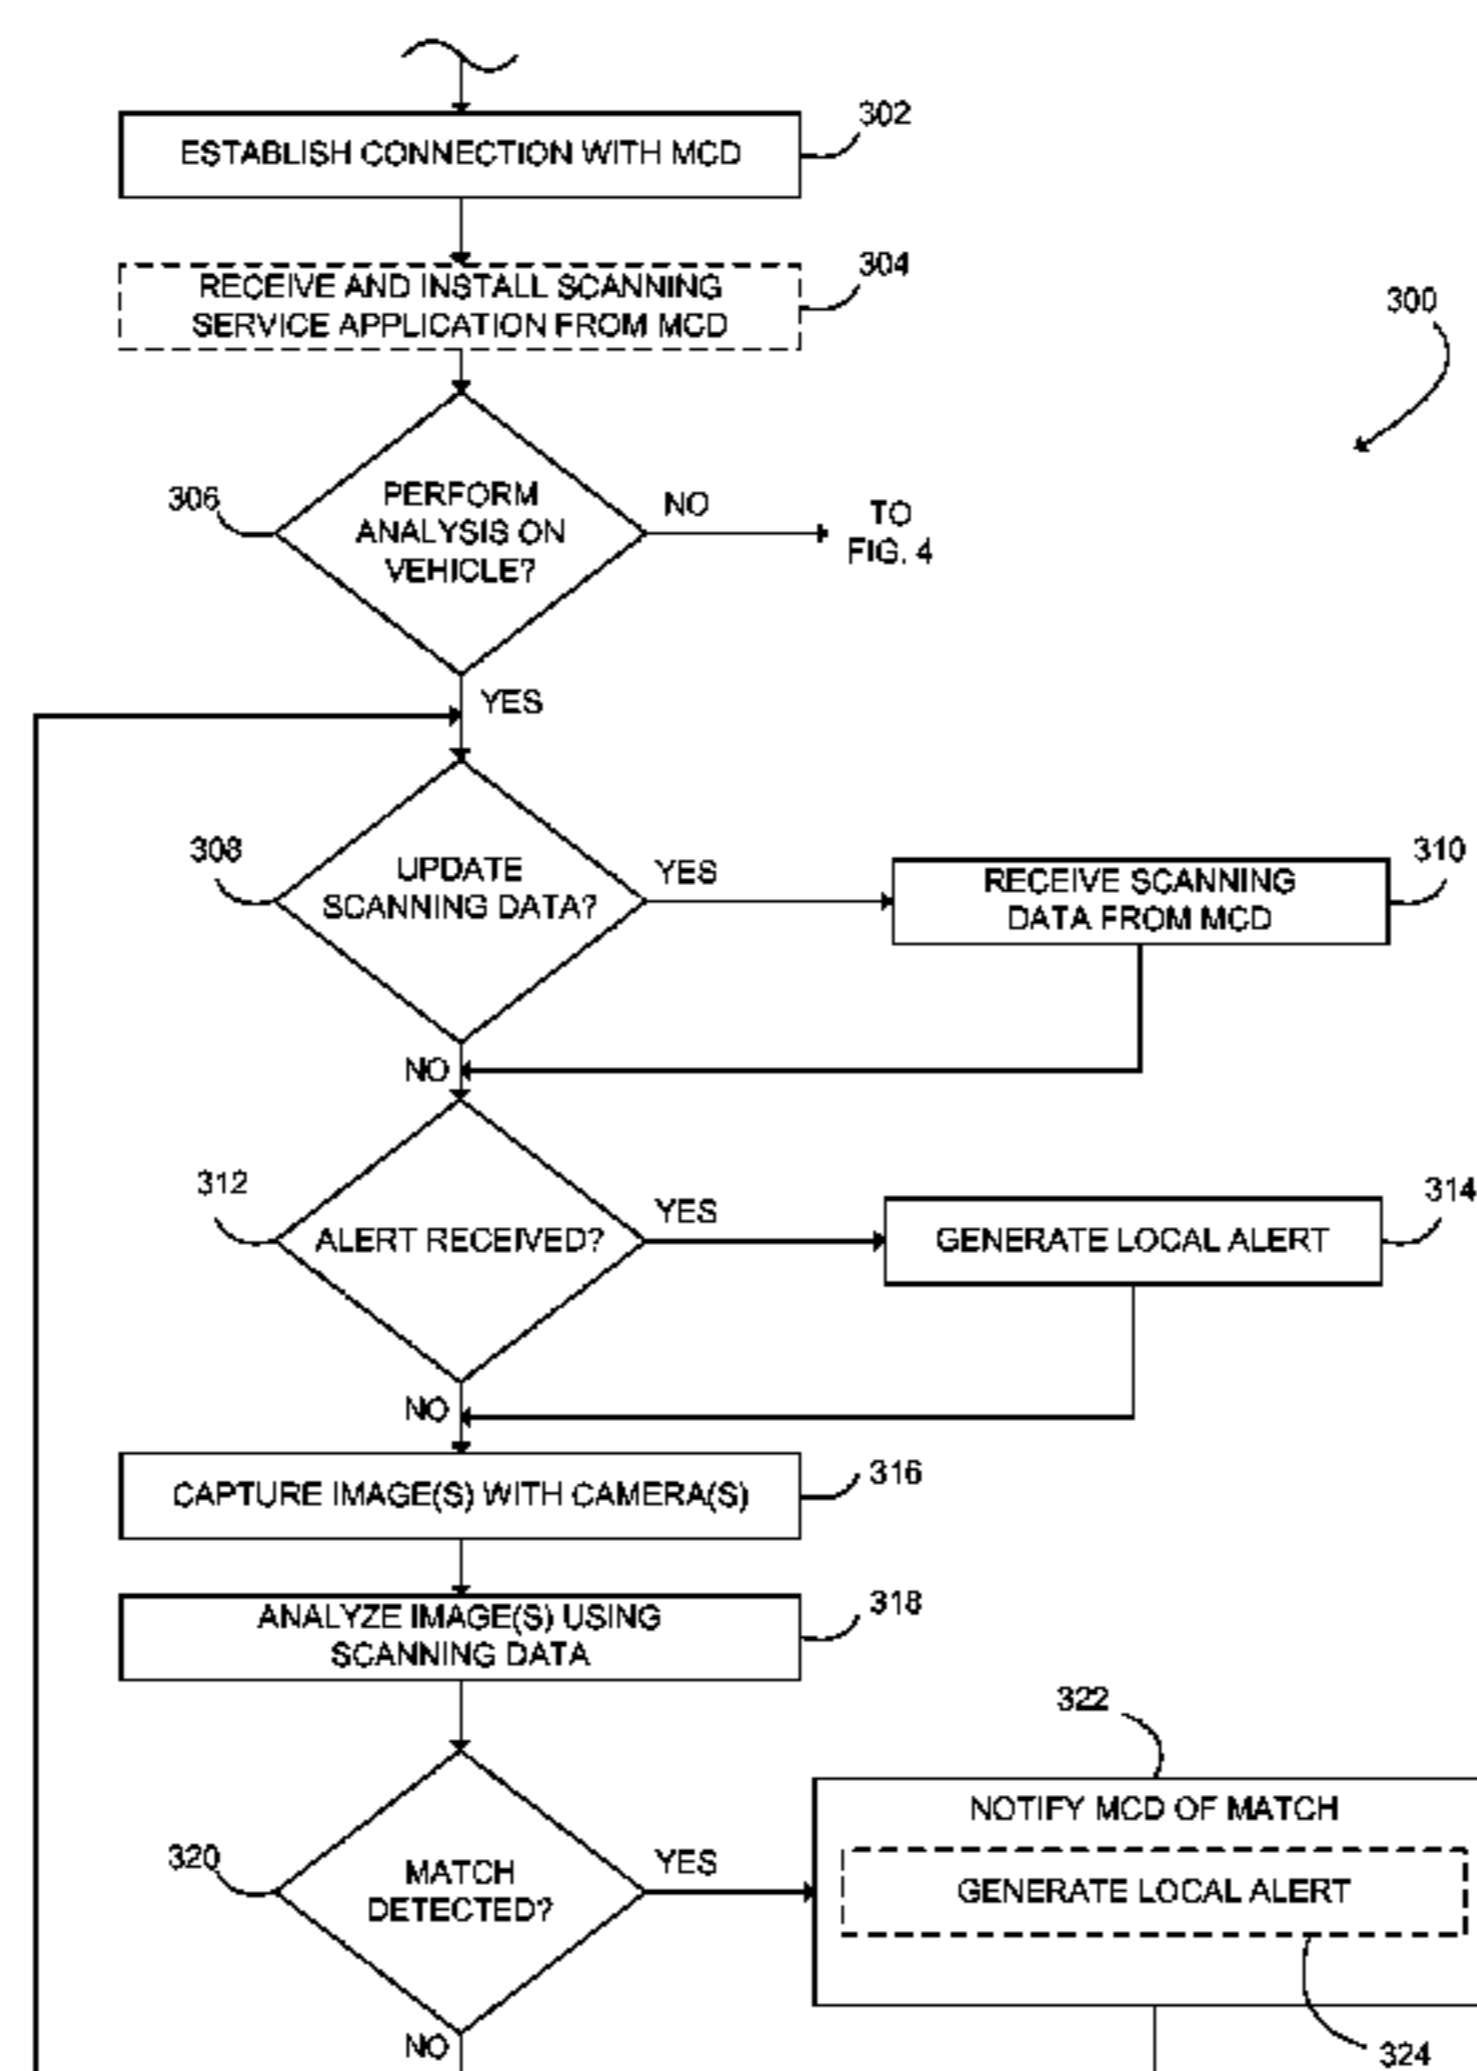 302
ESTABLISH CONNECTION WITH MCD
304
RECEIVE AND INSTALL SCANNING
SERVICE APPLICATION FROM MCD
300
306
PERFORM
ANALYSIS ON
VEHICLE?
NO
TO
FIG. 4
YES
308
UPDATE
SCANNING DATA?
YES
310
RECEIVE SCANNING
DATA FROM MCD
NO
312
ALERT RECEIVED?
YES
314
GENERATE LOCAL ALERT
NO
316
CAPTURE IMAGE(S) WITH CAMERA(S)
318
ANALYZE IMAGE(S) USING
SCANNING DATA
322
320
MATCH
DETECTED?
YES
NOTIFY MCD OF MATCH
GENERATE LOCAL ALERT
NO
324